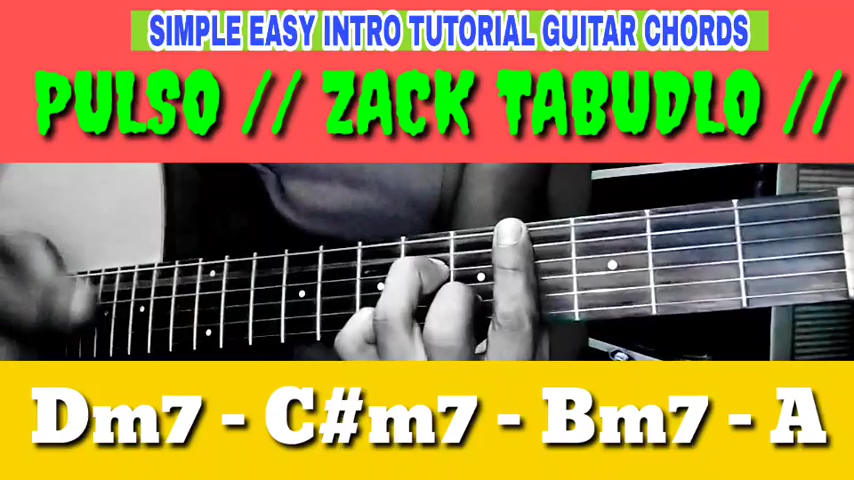 SIMPLE EASY INTRO TUTORIAL GUITAR CHORDS
PULSO // ZACK TABUDLO //
Dm7 - C#m7 - Bm7 - A